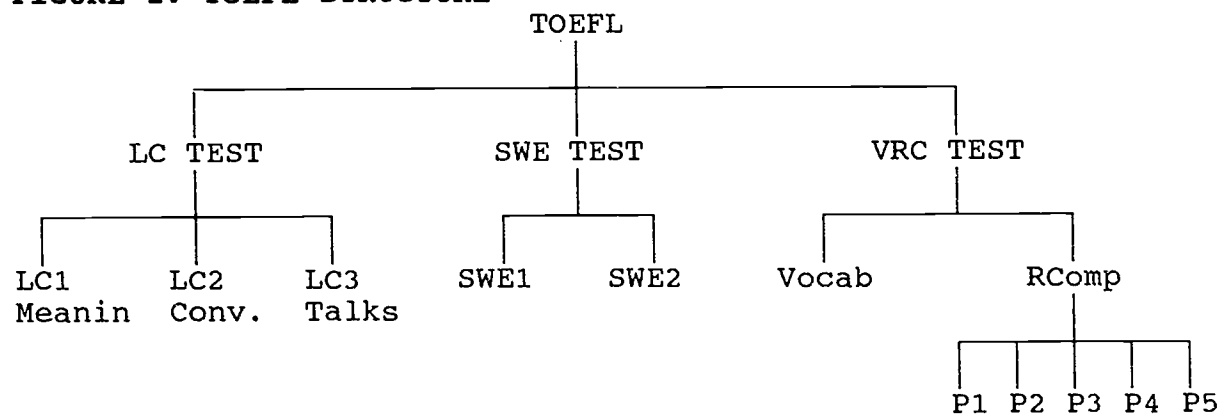 TOEFL
LC TEST SWE TEST VRC TEST
LC1 LC2 LC3 SWE1 SWE2 Vocab RComp
Meanin Conv. Talks
P1 P2 P3 P4 P5